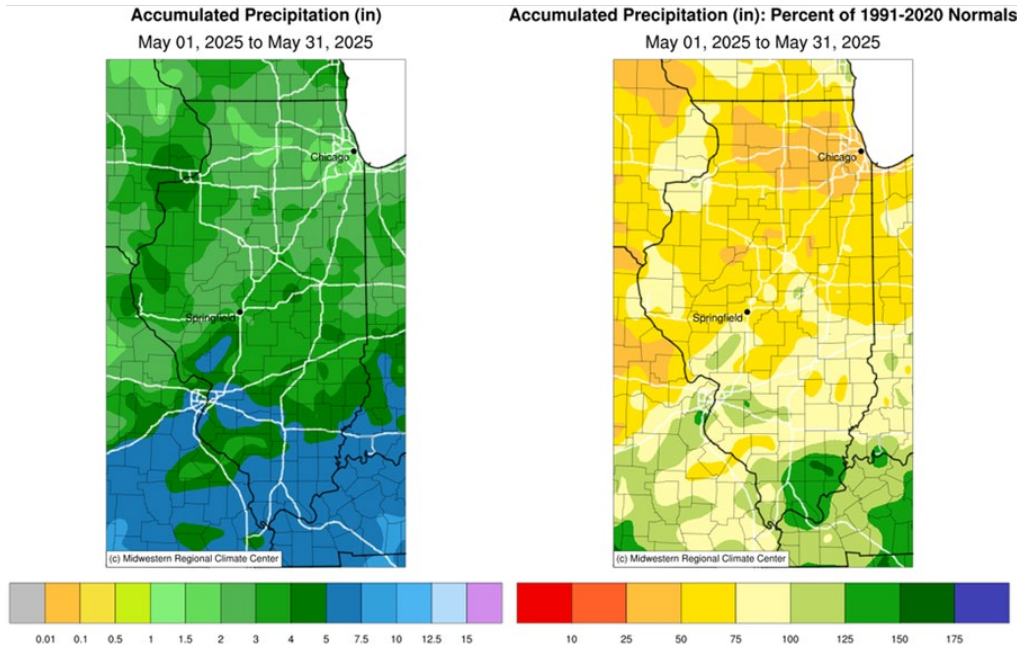 Accumulated Precipitation (in)
May 01, 2025 to May 31, 2025
Chicago
Springfield
(c) Midwestern Regional Climate Center
0.01 0.1 0.5 1 1.5 2 3 4 5 7.5 10 12.5 15
Accumulated Precipitation (in): Percent of 1991-2020 Normals
May 01, 2025 to May 31, 2025
Chicago
Springfield
(c) Midwestern Regional Climate Center
10 25 50 75 100 125 150 175